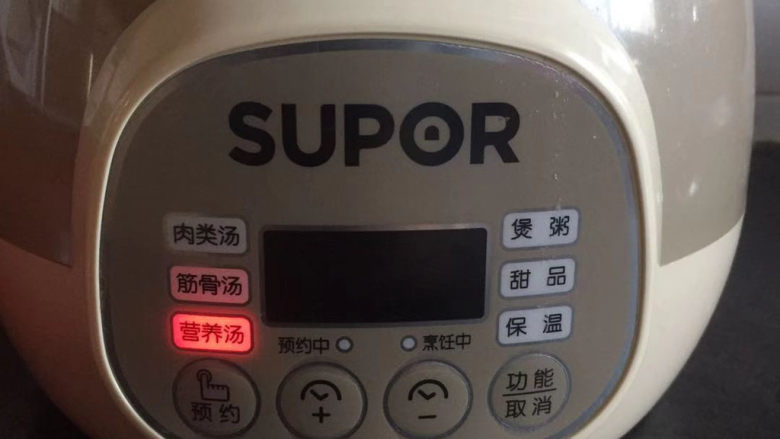 SUPOR
肉类汤
煲粥
筋骨汤
甜品
营养汤
保温
预约中
烹饪中
预约
+
-
功能
取消